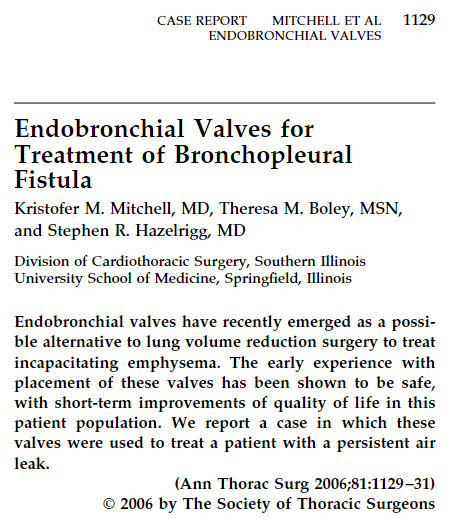 CASE REPORT MITCHELL ET AL 1129
ENDOBRONCHIAL VALVES
Endobronchial Valves for
Treatment of Bronchopleural
Fistula
Kristofer M. Mitchell, MD, Theresa M. Boley, MSN,
and Stephen R. Hazelrigg, MD
Division of Cardiothoracic Surgery, Southern Illinois
University School of Medicine, Springfield, Illinois
Endobronchial valves have recently emerged as a possi-
ble alternative to lung volume reduction surgery to treat
incapacitating emphysema. The early experience with
placement of these valves has been shown to be safe,
with short-term improvements of quality of life in this
patient population. We report a case in which these
valves were used to treat a patient with a persistent air
leak.
(Ann Thorac Surg 2006;81:1129–31)
© 2006 by The Society of Thoracic Surgeons